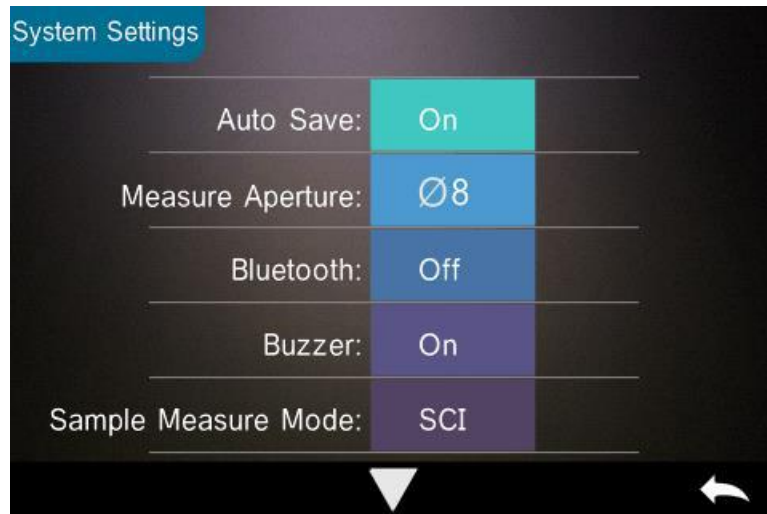 System Settings
Auto Save: On
Measure Aperture: Ø8
Bluetooth: Off
Buzzer: On
Sample Measure Mode: SCI